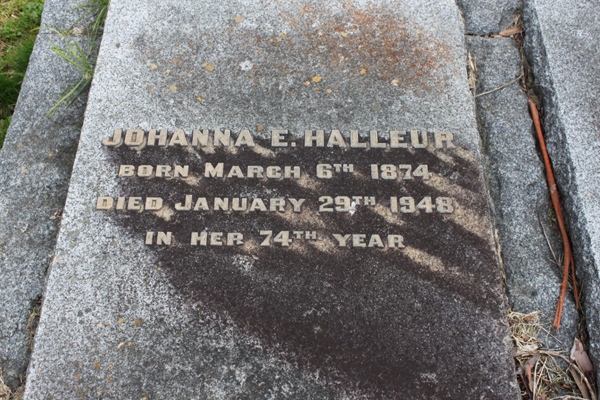 JOHANNA E. HALLEUR
BORN MARCH 6TH 1874.
DIED JANUARY 29TH 1948.
IN HER 74TH YEAR